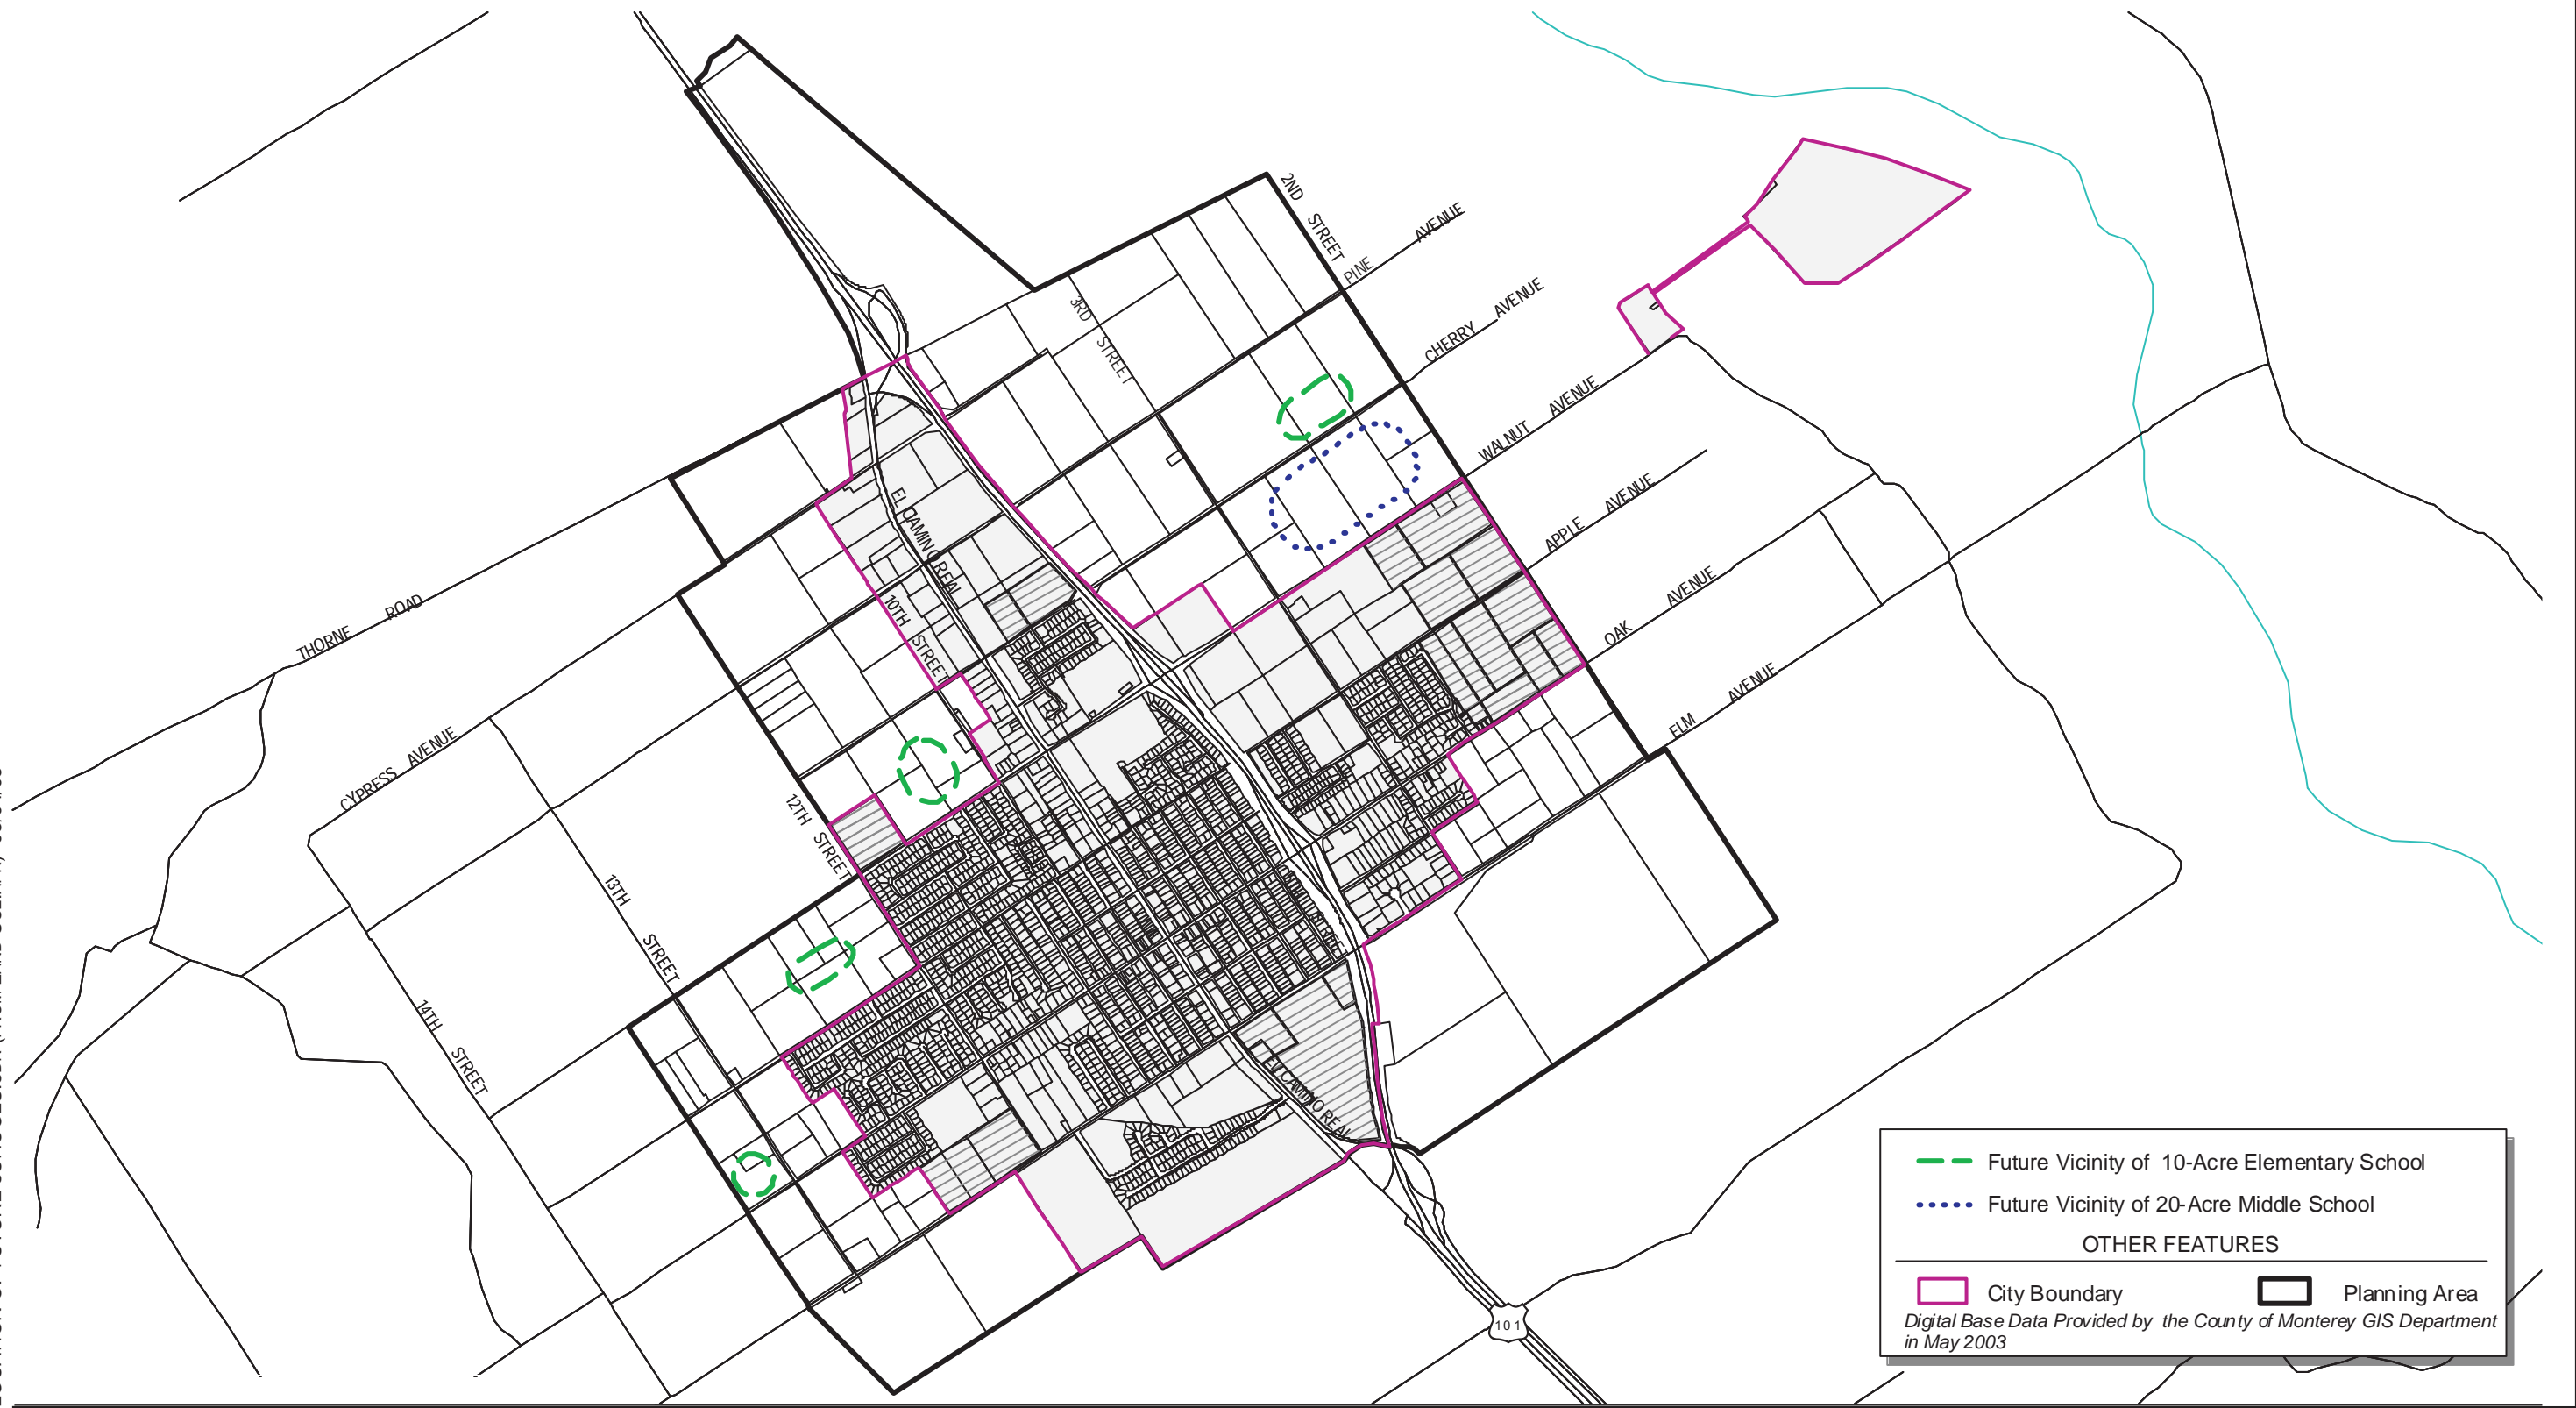 2ND STREET
PINE AVENUE
CHERRY AVENUE
3RD STREET
WALNUT AVENUE
APPLE AVENUE
EL CAMINO REAL
10TH STREET
THORNE ROAD
OAK AVENUE
ELM AVENUE
CYPRESS AVENUE
12TH STREET
13TH STREET
14TH STREET
EL CAMINO REAL
101
Future Vicinity of 10-Acre Elementary School
Future Vicinity of 20-Acre Middle School
OTHER FEATURES
City Boundary
Planning Area
Digital Base Data Provided by the County of Monterey GIS Department
in May 2003